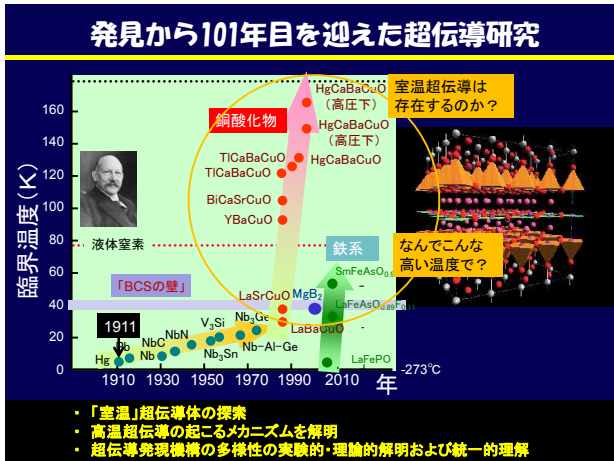 発見から101年目を迎えた超伝導研究
臨界温度(K)
160
140
120
100
80
60
40
20
0
HgCaBaCuO
(高圧下)
室温超伝導は
存在するのか?
銅酸化物
HgCaBaCuO
(高圧下)
TlCaBaCuO
HgCaBaCuO
TlCaBaCuO
BiCaSrCuO
YBaCuO
液体窒素
鉄系
なんでこんな
高い温度で?
SmFeAsO0.9
「BCSの壁」
MgB2
LaSrCuO
LaFeAsO0.89 0.11
1911
Nb3Ge
V3Si
NbN
LaBaCuO
NbC
Pb
Hg
Nb
Nb3Sn
Nb-Al-Ge
LaFePO
-273℃
1910
1930
1950
1970
1990
2010
年
・「室温」超伝導体の探索
・ 高温超伝導の起こるメカニズムを解明
・ 超伝導発現機構の多様性の実験的・理論的解明および統一的理解